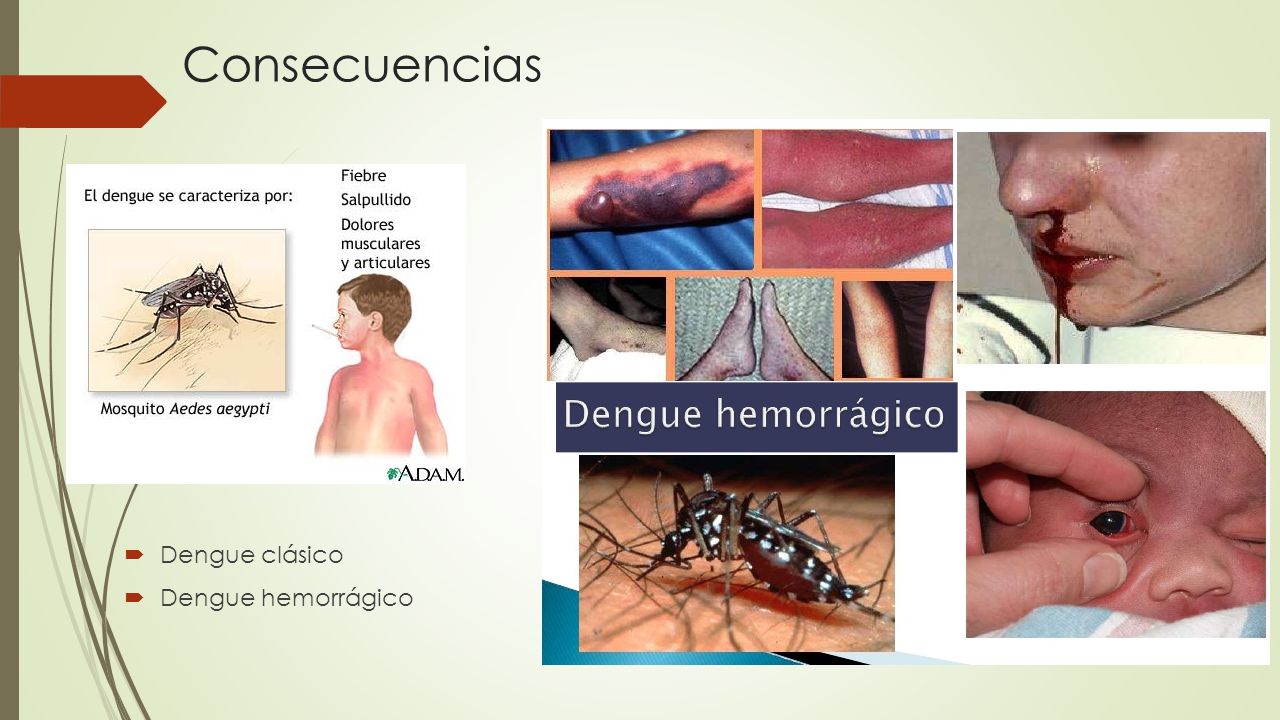 Consecuencias
El dengue se caracteriza por:
Fiebre
Salpullido
Dolores
musculares
y articulares
Mosquito Aedes aegypti
A.D.A.M.
Dengue hemorrágico
Dengue clásico
Dengue hemorrágico